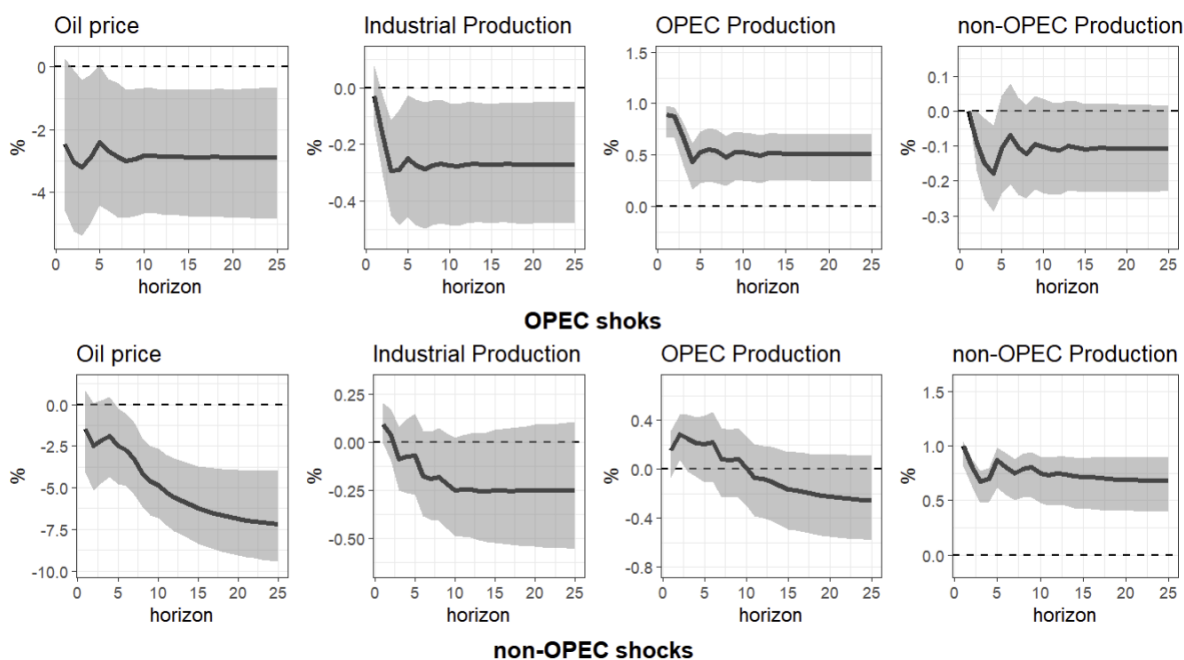 Oil price Industrial Production OPEC Production non-OPEC Production
0 0.0 1.5 0.1
-2 -0.2 1.0 0.0
-4 -0.4 0.5 -0.1
0.0 -0.2
-0.3
% % % %
0 5 10 15 20 25 0 5 10 15 20 25 0 5 10 15 20 25 0 5 10 15 20 25
horizon horizon horizon horizon
OPEC shoks
Oil price Industrial Production OPEC Production non-OPEC Production
0.0 0.25 0.4 1.5
-2.5 0.00 0.0 1.0
-5.0 -0.25 -0.4 0.5
-7.5 -0.50 -0.8 0.0
-10.0
% % % %
0 5 10 15 20 25 0 5 10 15 20 25 0 5 10 15 20 25 0 5 10 15 20 25
horizon horizon horizon horizon
non-OPEC shocks